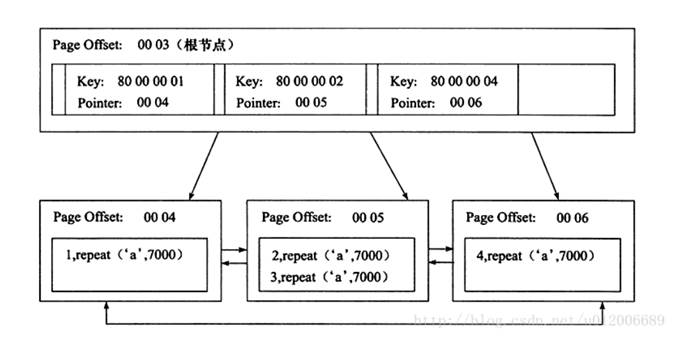 Page Offset: 00 03（根节点）
Key: 80 00 00 01 Key: 80 00 00 02 Key: 80 00 00 04
Pointer: 00 04 Pointer: 00 05 Pointer: 00 06
Page Offset: 00 04 Page Offset: 00 05 Page Offset: 00 06
1,repeat（‘a’,7000） 2,repeat（‘a’,7000） 4,repeat（‘a’,7000）
3,repeat（‘a’,7000）
http://blog.csdn.net/u012006689